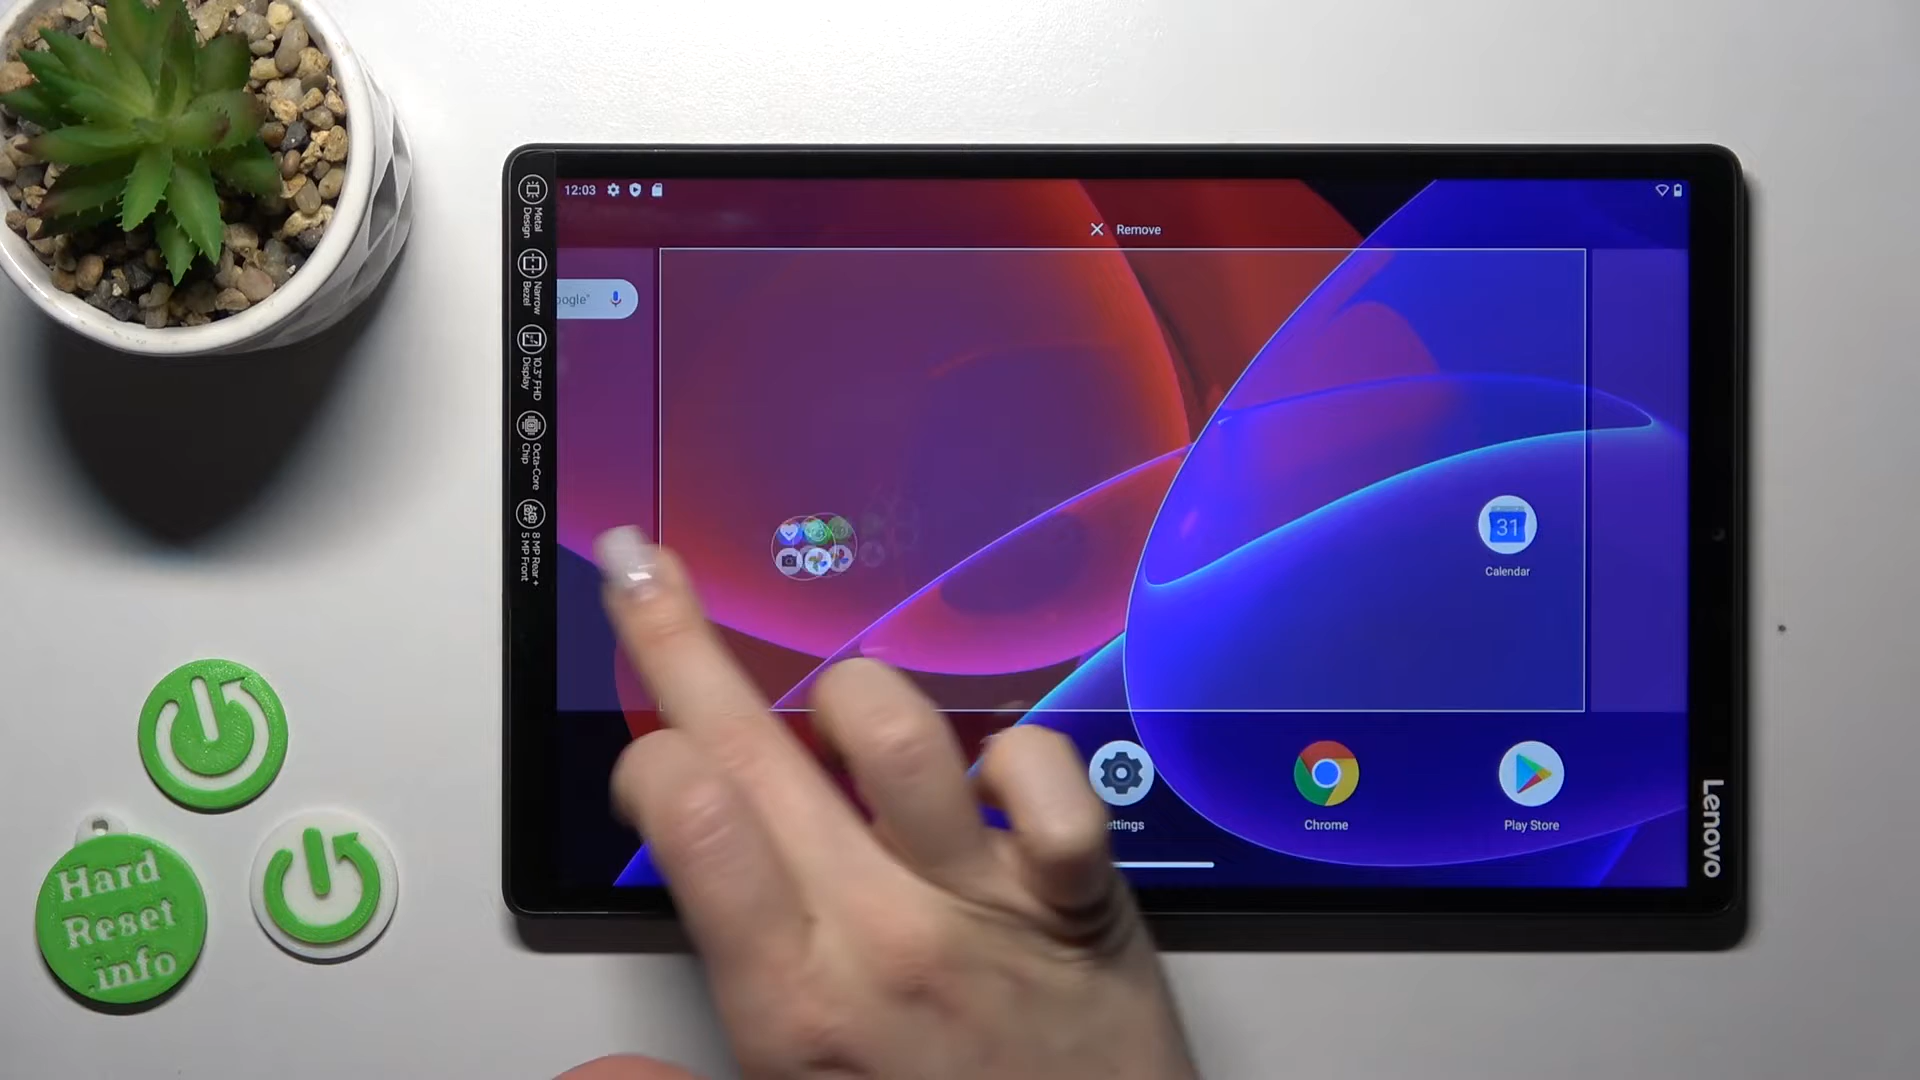 12:03
Remove
oogle"
31
Calendar
ettings
Chrome
Play Store
Metal
Design
Narrow
Bezel
10.3" FHD
Display
Octa-Core
Chip
8 MP Rear +
5 MP Front
Lenovo
Hard
Reset
.info